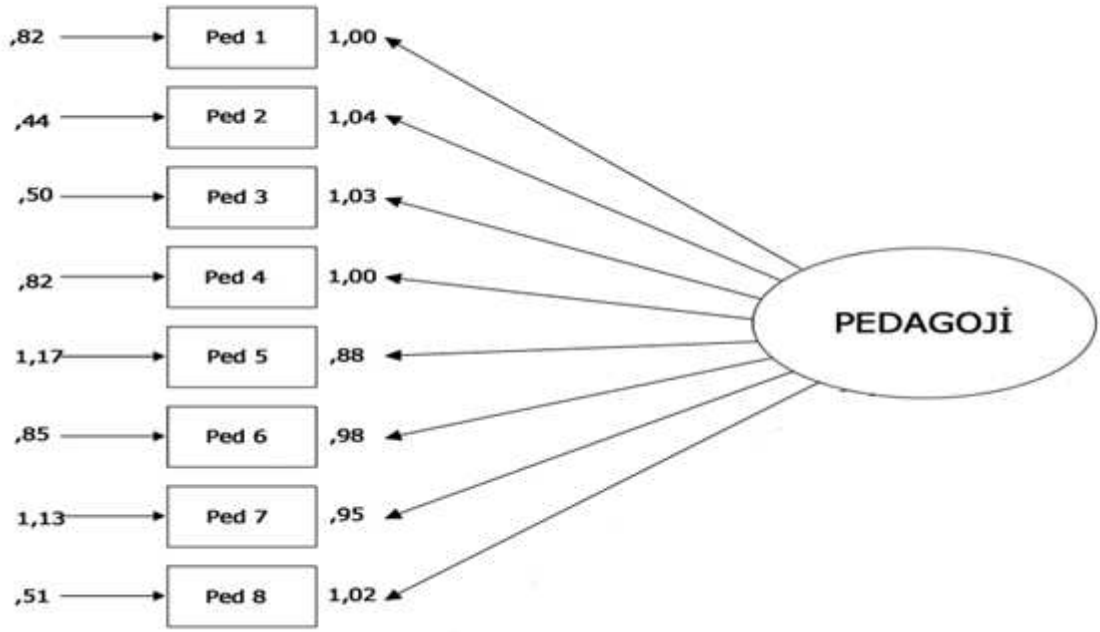 ,82 Ped 1 1,00
,44 Ped 2 1,04
,50 Ped 3 1,03
,82 Ped 4 1,00
PEDAGOJİ
1,17 Ped 5 ,88
,85 Ped 6 ,98
1,13 Ped 7 ,95
,51 Ped 8 1,02